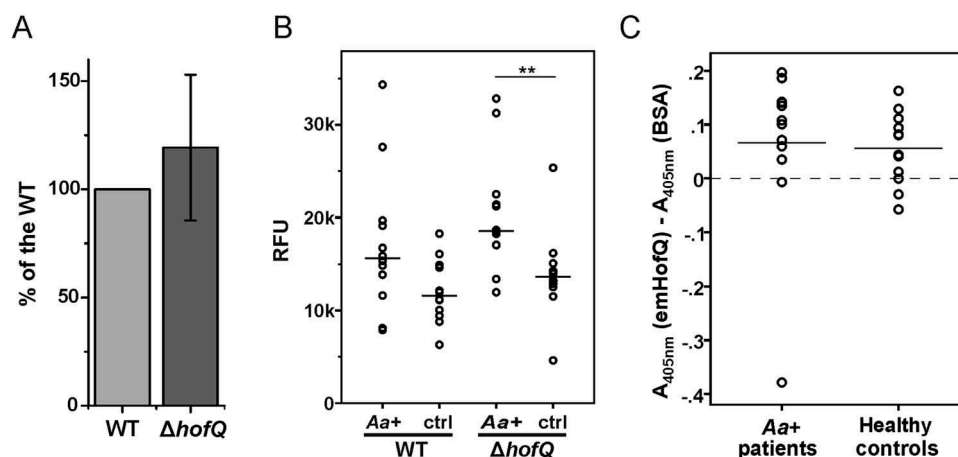 A
% of the WT
150
100
50
0
WT ΔhofQ
B
RFU
30k
20k
10k
0
**
Aa+ ctrl Aa+ ctrl
WT ΔhofQ
C
A405nm (emHofQ) - A405nm (BSA)
.2
0.1
0
-.1
-.2
-.3
-.4
Aa+ Healthy
patients controls